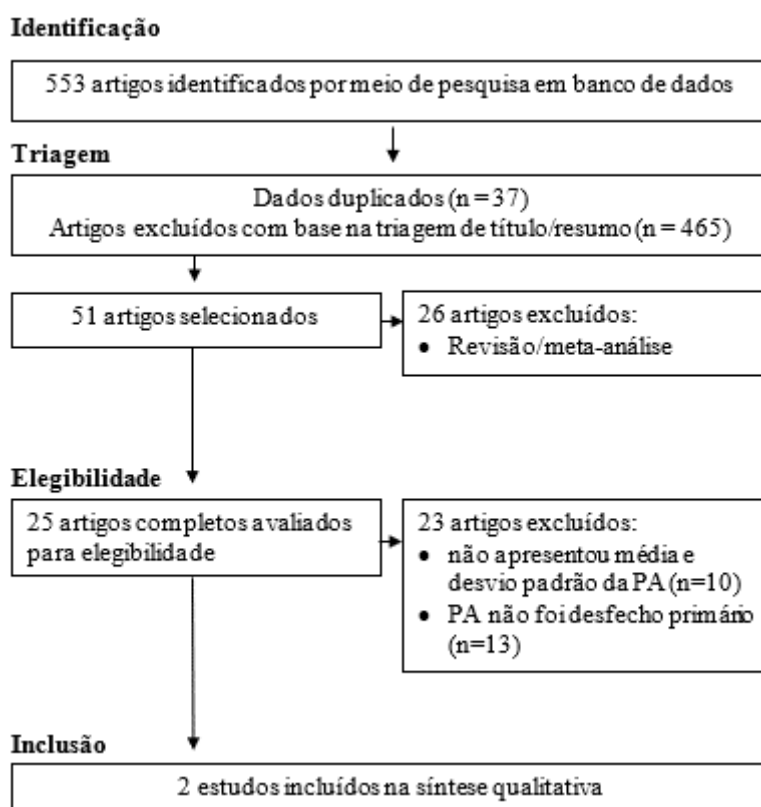 Identificação
553 artigos identificados por meio de pesquisa em banco de dados
Triagem
Dados duplicados (n = 37)
Artigos excluídos com base na triagem de título/resumo (n = 465)
51 artigos selecionados
26 artigos excluídos:
• Revisão/meta-análise
Elegibilidade
25 artigos completos avaliados
para elegibilidade
23 artigos excluídos:
• não apresentou média e
desvio padrão da PA (n=10)
• PA não foi desfecho primário
(n=13)
Inclusão
2 estudos incluídos na síntese qualitativa